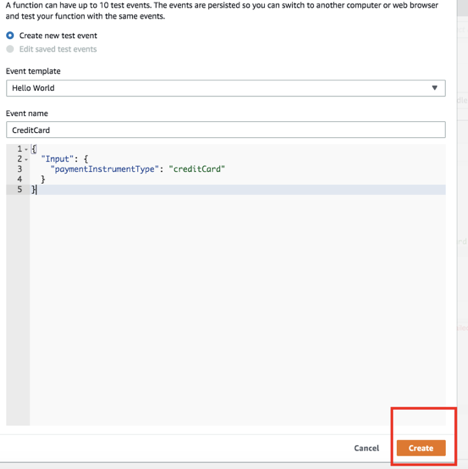 A function can have up to 10 test events. The events are persisted so you can switch to another computer or web browser
and test your function with the same events.
Create new test event
Edit saved test events
Event template
Hello World
Event name
CreditCard
1 {
2 "Input": {
3 "paymentInstrumentType": "creditCard"
4 }
5 }
Cancel
Create